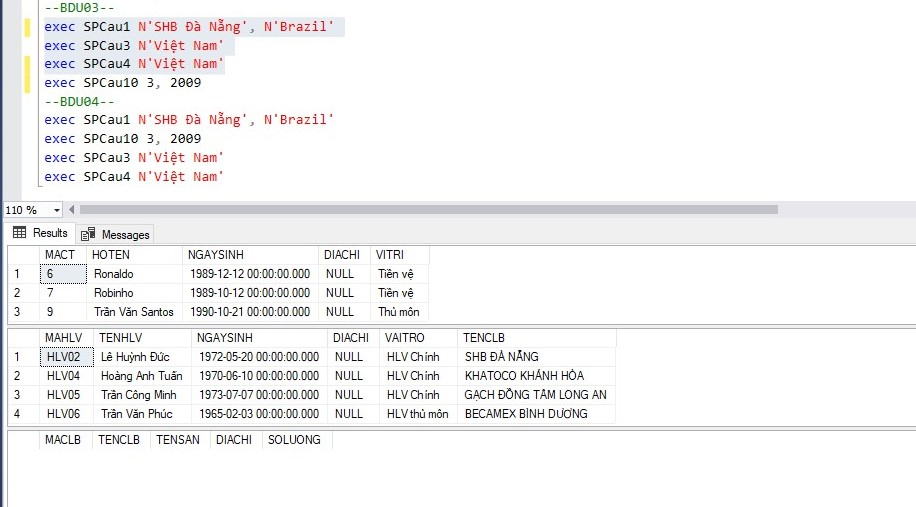 --BDU03--
exec SPCau1 N'SHB Đà Nẵng', N'Brazil'
exec SPCau3 N'Việt Nam'
exec SPCau4 N'Việt Nam'
exec SPCau10 3, 2009
--BDU04--
exec SPCau1 N'SHB Đà Nẵng', N'Brazil'
exec SPCau10 3, 2009
exec SPCau3 N'Việt Nam'
exec SPCau4 N'Việt Nam'
110 %
Results Messages
MACT HOTEN NGAYSINH DIACHI VITRI
1 6 Ronaldo 1989-12-12 00:00:00.000 NULL Tiền vệ
2 7 Robinho 1989-10-12 00:00:00.000 NULL Tiền vệ
3 9 Trần Văn Santos 1990-10-21 00:00:00.000 NULL Thủ môn
MAHLV TENHLV NGAYSINH DIACHI VAITRO TENCLB
1 HLV02 Lê Huỳnh Đức 1972-05-20 00:00:00.000 NULL HLV Chính SHB ĐÀ NẴNG
2 HLV04 Hoàng Anh Tuấn 1970-06-10 00:00:00.000 NULL HLV Chính KHATOCO KHÁNH HÒA
3 HLV05 Trần Công Minh 1973-07-07 00:00:00.000 NULL HLV Chính GẠCH ĐỒNG TÂM LONG AN
4 HLV06 Trần Văn Phúc 1965-02-03 00:00:00.000 NULL HLV thủ môn BECAMEX BÌNH DƯƠNG
MACLB TENCLB TENSAN DIACHI SOLUONG